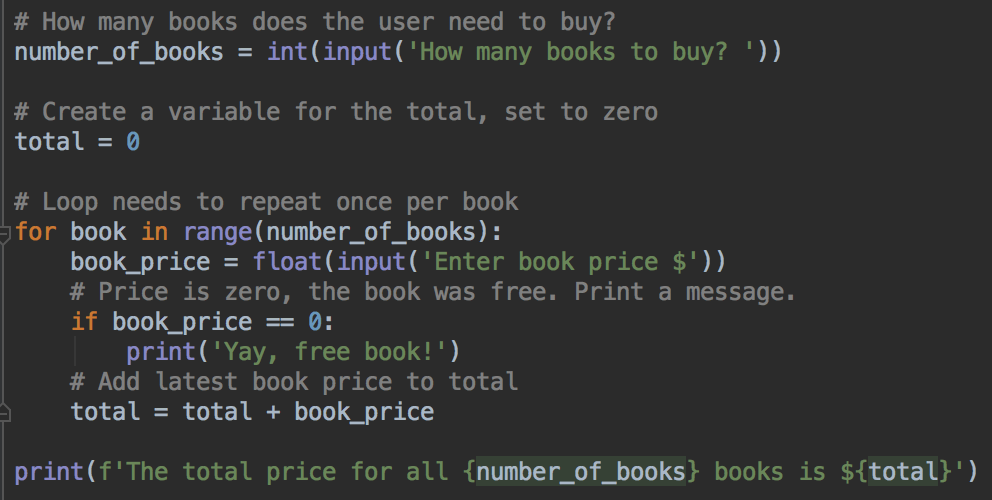 # How many books does the user need to buy?
number_of_books = int(input('How many books to buy? '))
# Create a variable for the total, set to zero
total = 0
# Loop needs to repeat once per book
for book in range(number_of_books):
    book_price = float(input('Enter book price $'))
    # Price is zero, the book was free. Print a message.
    if book_price == 0:
        print('Yay, free book!')
    # Add latest book price to total
    total = total + book_price
print(f'The total price for all {number_of_books} books is ${total}')